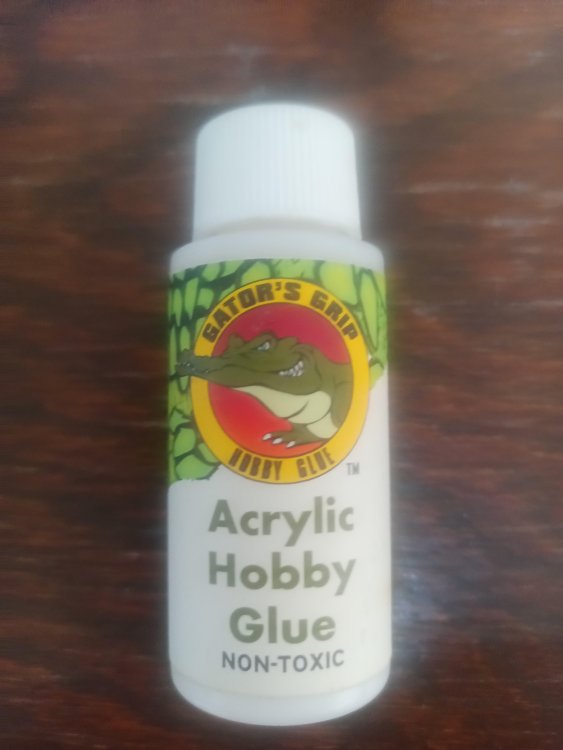 GATOR'S GRIP
HOBBY GLUE
TM
Acrylic
Hobby
Glue
NON-TOXIC